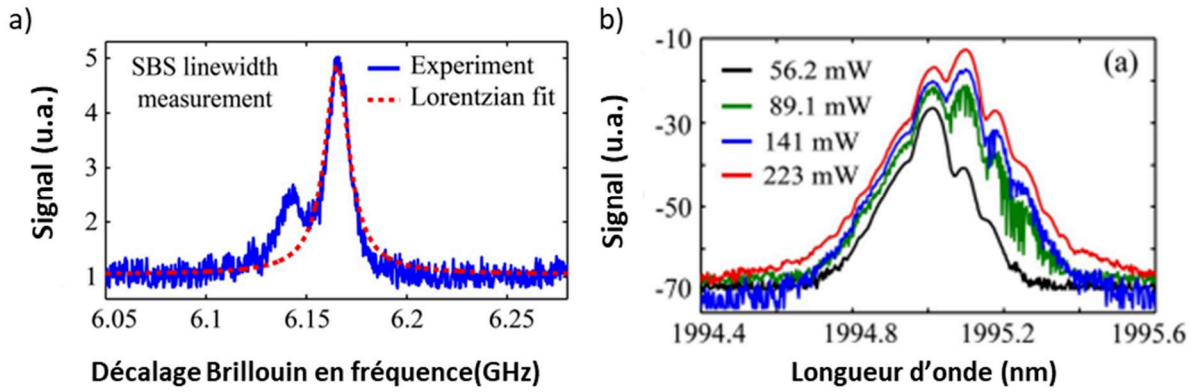 a)
SBS linewidth
measurement
Experiment
Lorentzian fit
Signal (u.a.)
5
4
3
2
1
6.05
6.1
6.15
6.2
6.25
Décalage Brillouin en fréquence(GHz)
b)
(a)
56.2 mW
89.1 mW
141 mW
223 mW
Signal (u.a.)
-10
-30
-50
-70
1994.4
1994.8
1995.2
1995.6
Longueur d’onde (nm)